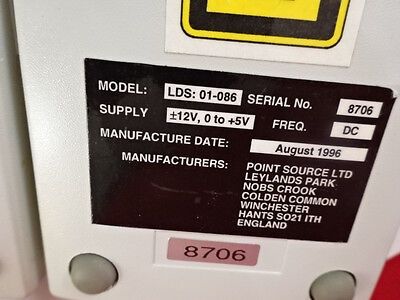 MODEL: LDS: 01-086 SERIAL No. 8706
SUPPLY ±12V, 0 to +5V FREQ. DC
MANUFACTURE DATE: August 1996
MANUFACTURERS: POINT SOURCE LTD
LEYLANDS PARK
NOBS CROOK
COLDEN COMMON
WINCHESTER
HANTS SO21 ITH
ENGLAND
8706